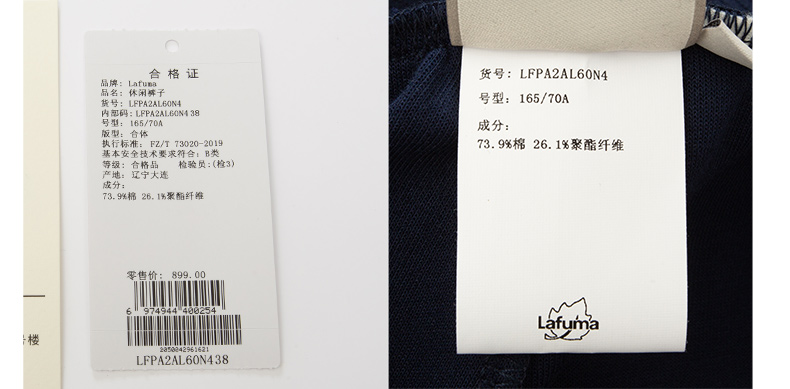 合格证
品牌: Lafuma
品名: 休闲裤子
货号: LFPA2AL60N4
内部码: LFPA2AL60N438
号型: 165/70A
版型: 合体
执行标准: FZ/T 73020-2019
基本安全技术要求符合: B类
等级: 合格品 检验员:(检3)
产地: 辽宁大连
成分:
73.9%棉 26.1%聚酯纤维
零售价: 899.00
6 974944 400254
2050042961621
LFPA2AL60N438
号楼
货号: LFPA2AL60N4
号型: 165/70A
成分:
73.9%棉 26.1%聚酯纤维
Lafuma